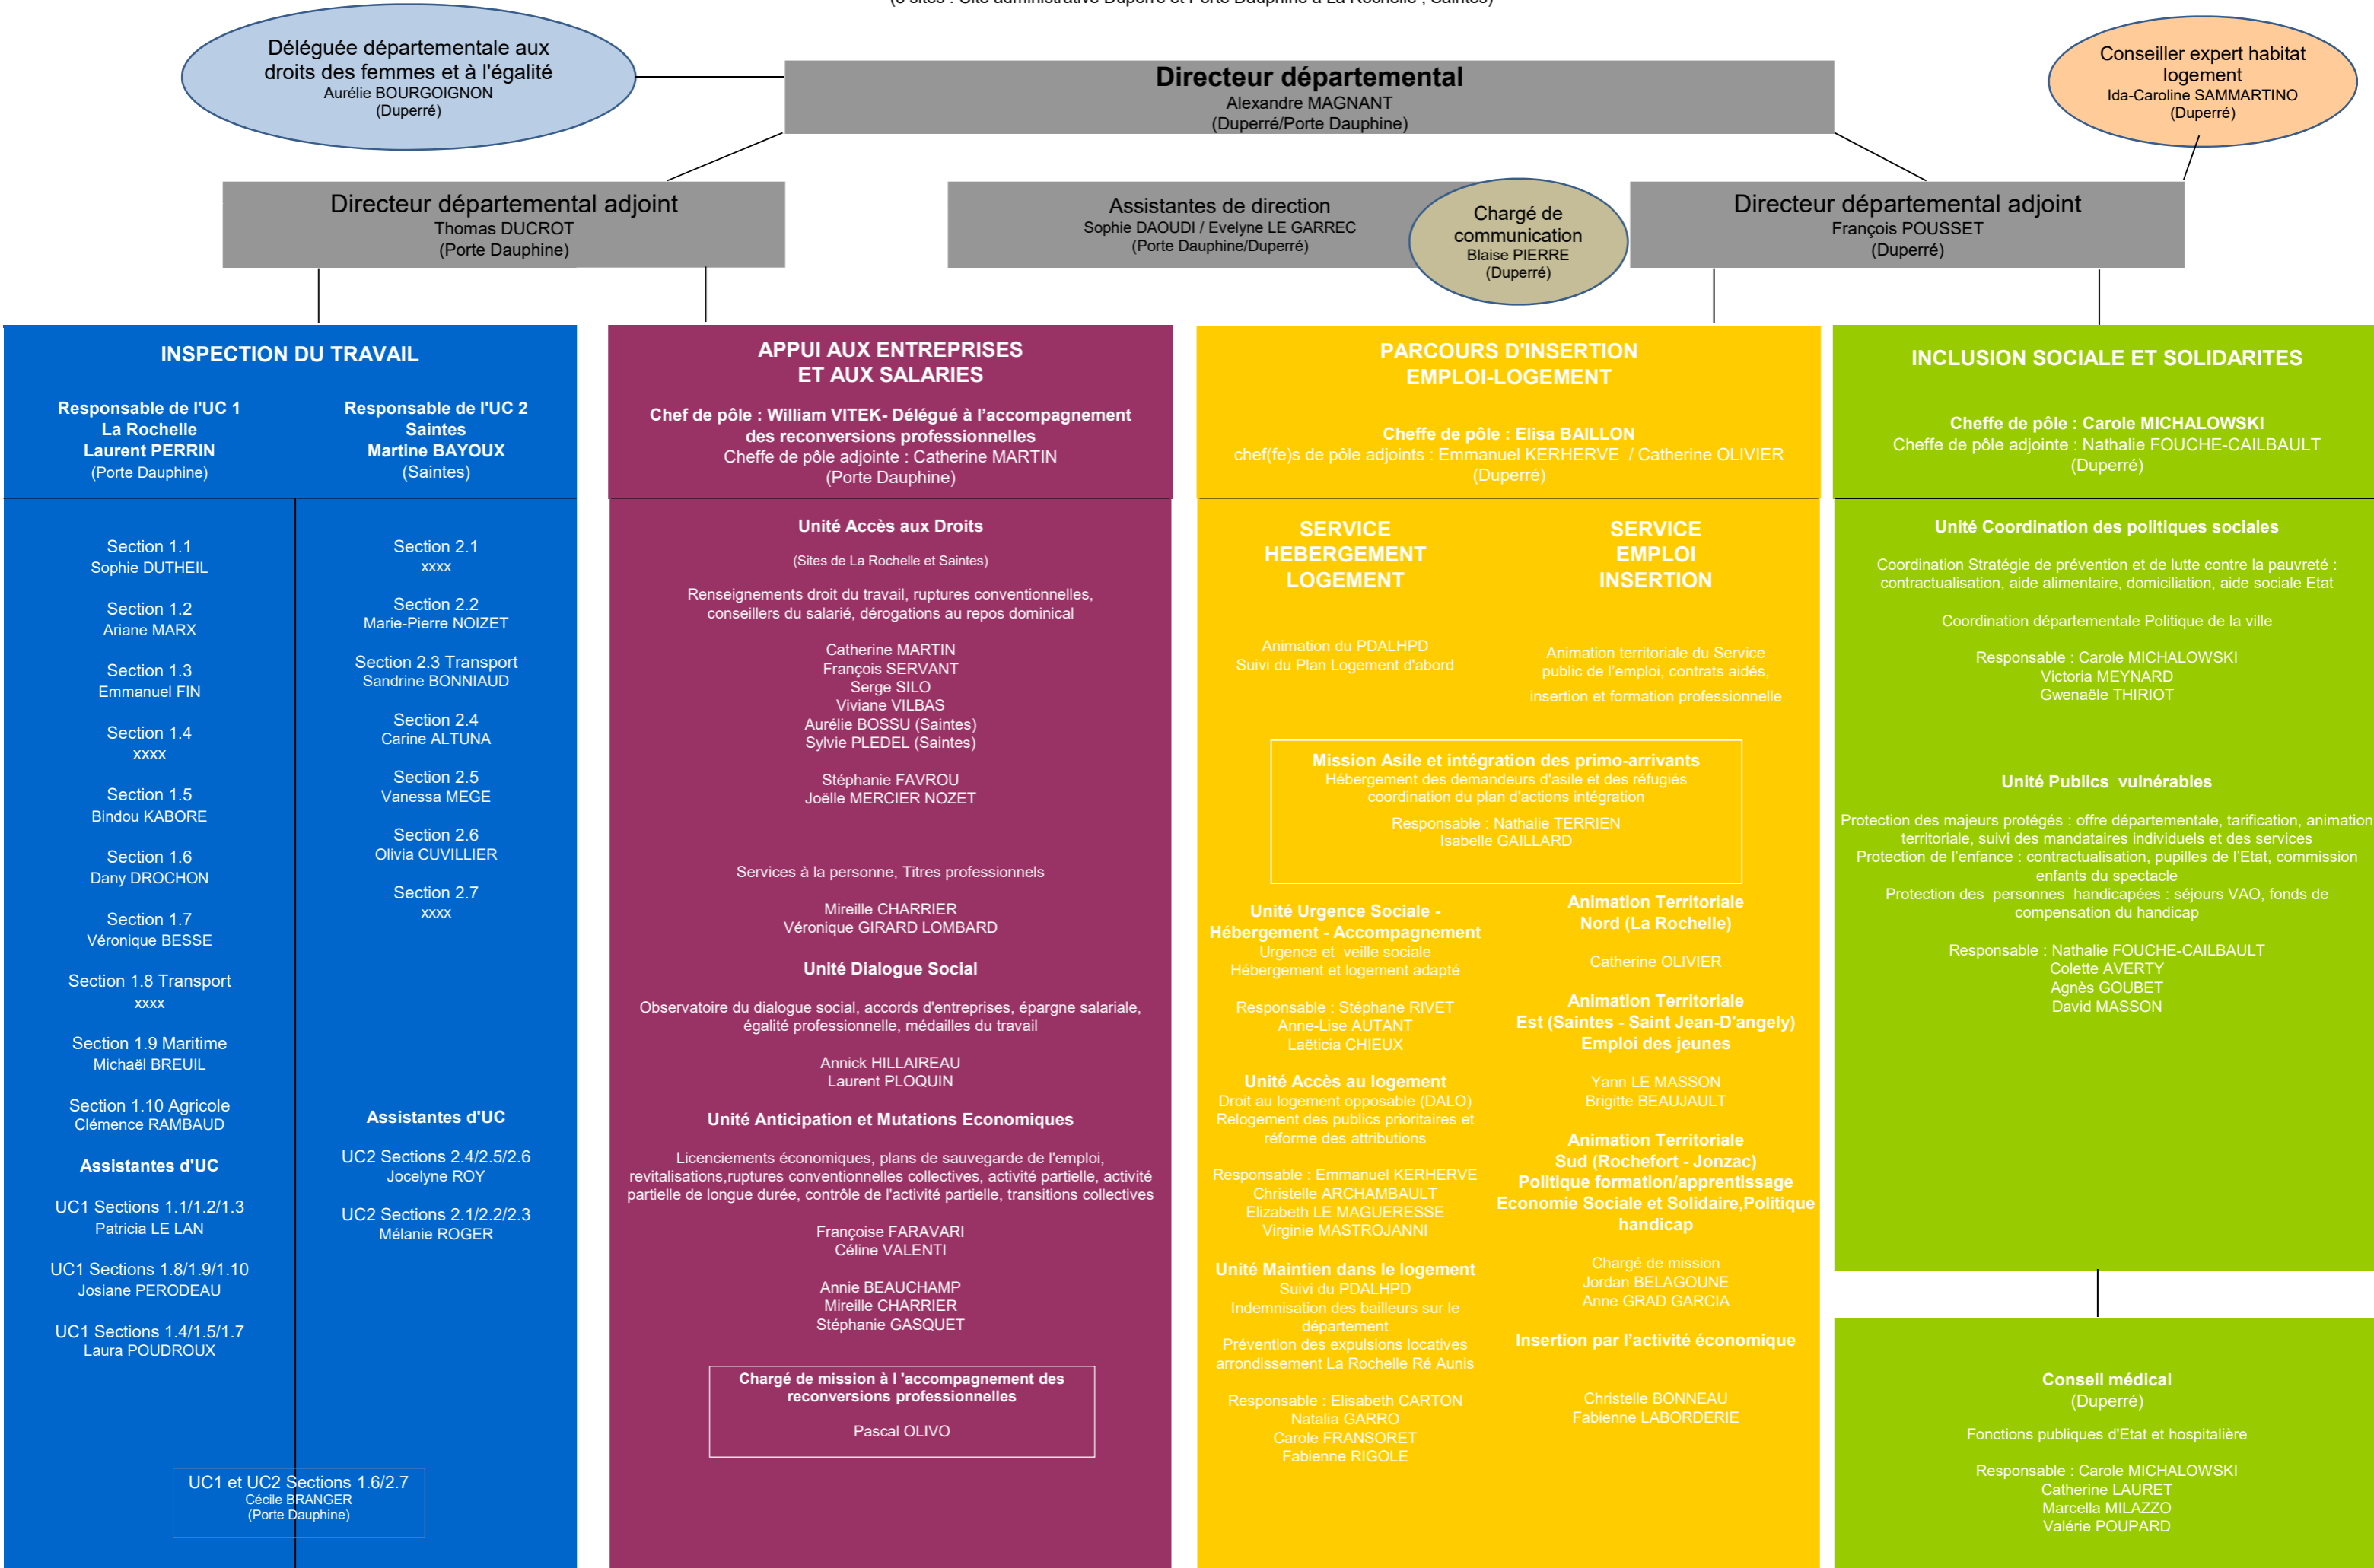 (3 sites : Cité administrative Duperré et Porte Dauphine à La Rochelle ; Saintes)
Déléguée départementale aux
droits des femmes et à l'égalité
Aurélie BOURGOIGNON
(Duperré)
Directeur départemental
Alexandre MAGNANT
(Duperré/Porte Dauphine)
Conseiller expert habitat
logement
Ida-Caroline SAMMARTINO
(Duperré)
Directeur départemental adjoint
Thomas DUCROT
(Porte Dauphine)
Assistantes de direction
Sophie DAOUDI / Evelyne LE GARREC
(Porte Dauphine/Duperré)
Chargé de
communication
Blaise PIERRE
(Duperré)
Directeur départemental adjoint
François POUSSET
(Duperré)
INSPECTION DU TRAVAIL
Responsable de l'UC 1
La Rochelle
Laurent PERRIN
(Porte Dauphine)
Responsable de l'UC 2
Saintes
Martine BAYOUX
(Saintes)
Section 1.1
Sophie DUTHEIL
Section 1.2
Ariane MARX
Section 1.3
Emmanuel FIN
Section 1.4
xxxx
Section 1.5
Bindou KABORE
Section 1.6
Dany DROCHON
Section 1.7
Véronique BESSE
Section 1.8 Transport
xxxx
Section 1.9 Maritime
Michaël BREUIL
Section 1.10 Agricole
Clémence RAMBAUD
Assistantes d'UC
UC1 Sections 1.1/1.2/1.3
Patricia LE LAN
UC1 Sections 1.8/1.9/1.10
Josiane PERODEAU
UC1 Sections 1.4/1.5/1.7
Laura POUDROUX
Section 2.1
xxxx
Section 2.2
Marie-Pierre NOIZET
Section 2.3 Transport
Sandrine BONNIAUD
Section 2.4
Carine ALTUNA
Section 2.5
Vanessa MEGE
Section 2.6
Olivia CUVILLIER
Section 2.7
xxxx
Assistantes d'UC
UC2 Sections 2.4/2.5/2.6
Jocelyne ROY
UC2 Sections 2.1/2.2/2.3
Mélanie ROGER
UC1 et UC2 Sections 1.6/2.7
Cécile BRANGER
(Porte Dauphine)
APPUI AUX ENTREPRISES
ET AUX SALARIES
Chef de pôle : William VITEK- Délégué à l'accompagnement
des reconversions professionnelles
Cheffe de pôle adjointe : Catherine MARTIN
(Porte Dauphine)
Unité Accès aux Droits
(Sites de La Rochelle et Saintes)
Renseignements droit du travail, ruptures conventionnelles,
conseillers du salarié, dérogations au repos dominical
Catherine MARTIN
François SERVANT
Serge SILO
Viviane VILBAS
Aurélie BOSSU (Saintes)
Sylvie PLEDEL (Saintes)
Stéphanie FAVROU
Joëlle MERCIER NOZET
Services à la personne, Titres professionnels
Mireille CHARRIER
Véronique GIRARD LOMBARD
Unité Dialogue Social
Observatoire du dialogue social, accords d'entreprises, épargne salariale,
égalité professionnelle, médailles du travail
Annick HILLAIREAU
Laurent PLOQUIN
Unité Anticipation et Mutations Economiques
Licenciements économiques, plans de sauvegarde de l'emploi,
revitalisations,ruptures conventionnelles collectives, activité partielle, activité
partielle de longue durée, contrôle de l'activité partielle, transitions collectives
Françoise FARAVARI
Céline VALENTI
Annie BEAUCHAMP
Mireille CHARRIER
Stéphanie GASQUET
Chargé de mission à l 'accompagnement des
reconversions professionnelles
Pascal OLIVO
PARCOURS D'INSERTION
EMPLOI-LOGEMENT
Cheffe de pôle : Elisa BAILLON
chef(fe)s de pôle adjoints : Emmanuel KERHERVE / Catherine OLIVIER
(Duperré)
SERVICE
HEBERGEMENT
LOGEMENT
Animation du PDALHPD
Suivi du Plan Logement d'abord
SERVICE
EMPLOI
INSERTION
Animation territoriale du Service
public de l'emploi, contrats aidés,
insertion et formation professionnelle
Mission Asile et intégration des primo-arrivants
Hébergement des demandeurs d'asile et des réfugiés
coordination du plan d'actions intégration
Responsable : Nathalie TERRIEN
Isabelle GAILLARD
Unité Urgence Sociale -
Hébergement - Accompagnement
Urgence et veille sociale
Hébergement et logement adapté
Responsable : Stéphane RIVET
Anne-Lise AUTANT
Laëticia CHIEUX
Unité Accès au logement
Droit au logement opposable (DALO)
Relogement des publics prioritaires et
réforme des attributions
Responsable : Emmanuel KERHERVE
Christelle ARCHAMBAULT
Elizabeth LE MAGUERESSE
Virginie MASTROJANNI
Unité Maintien dans le logement
Suivi du PDALHPD
Indemnisation des bailleurs sur le
département
Prévention des expulsions locatives
arrondissement La Rochelle Ré Aunis
Responsable : Elisabeth CARTON
Natalia GARRO
Carole FRANSORET
Fabienne RIGOLE
Animation Territoriale
Nord (La Rochelle)
Catherine OLIVIER
Animation Territoriale
Est (Saintes - Saint Jean-D'angely)
Emploi des jeunes
Yann LE MASSON
Brigitte BEAUJAULT
Animation Territoriale
Sud (Rochefort - Jonzac)
Politique formation/apprentissage
Economie Sociale et Solidaire,Politique
handicap
Chargé de mission
Jordan BELAGOUNE
Anne GRAD GARCIA
Insertion par l'activité économique
Christelle BONNEAU
Fabienne LABORDERIE
INCLUSION SOCIALE ET SOLIDARITES
Cheffe de pôle : Carole MICHALOWSKI
Cheffe de pôle adjointe : Nathalie FOUCHE-CAILBAULT
(Duperré)
Unité Coordination des politiques sociales
Coordination Stratégie de prévention et de lutte contre la pauvreté :
contractualisation, aide alimentaire, domiciliation, aide sociale Etat
Coordination départementale Politique de la ville
Responsable : Carole MICHALOWSKI
Victoria MEYNARD
Gwenaële THIRIOT
Unité Publics vulnérables
Protection des majeurs protégés : offre départementale, tarification, animation
territoriale, suivi des mandataires individuels et des services
Protection de l'enfance : contractualisation, pupilles de l'Etat, commission
enfants du spectacle
Protection des personnes handicapées : séjours VAO, fonds de
compensation du handicap
Responsable : Nathalie FOUCHE-CAILBAULT
Colette AVERTY
Agnès GOUBET
David MASSON
Conseil médical
(Duperré)
Fonctions publiques d'Etat et hospitalière
Responsable : Carole MICHALOWSKI
Catherine LAURET
Marcella MILAZZO
Valérie POUPARD